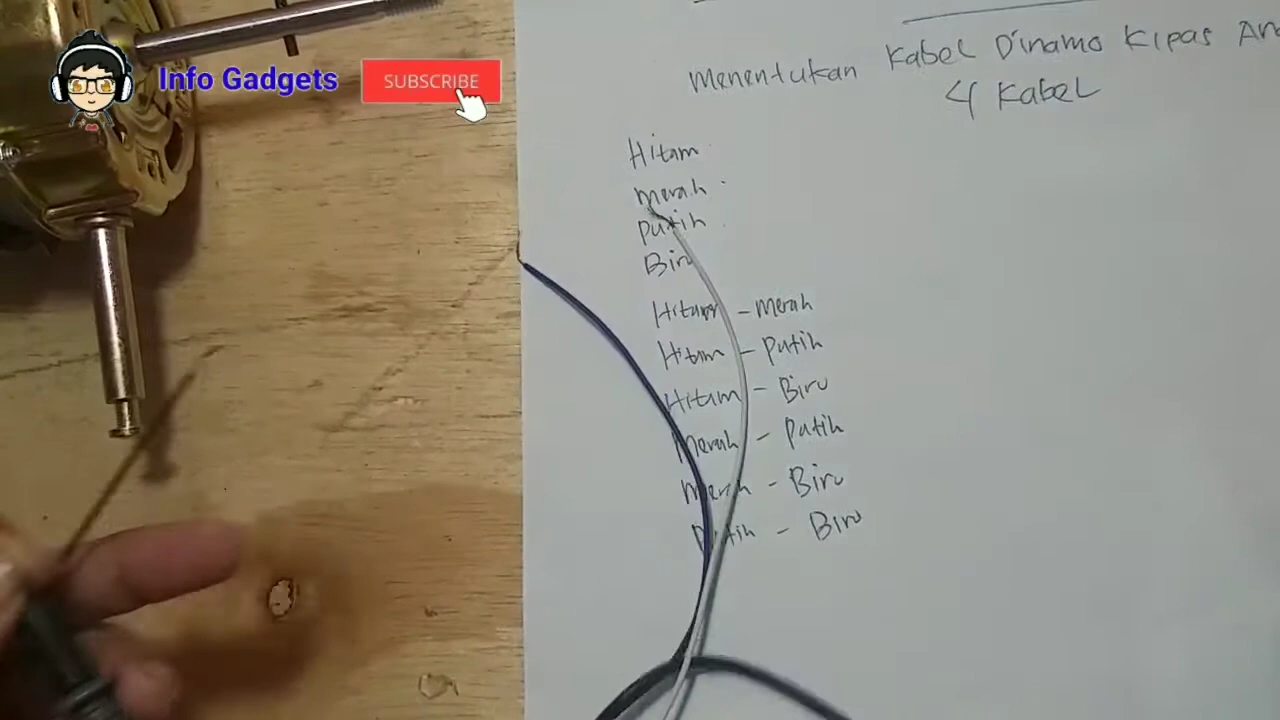 Info Gadgets
SUBSCRIBE
Menentukan Kabel Dinamo Kipas
4 Kabel
Hitam
Merah
Putih
Biru
Hitam - Merah
Hitam - Putih
Hitam - Biru
Merah - Putih
Merah - Biru
Putih - Biru